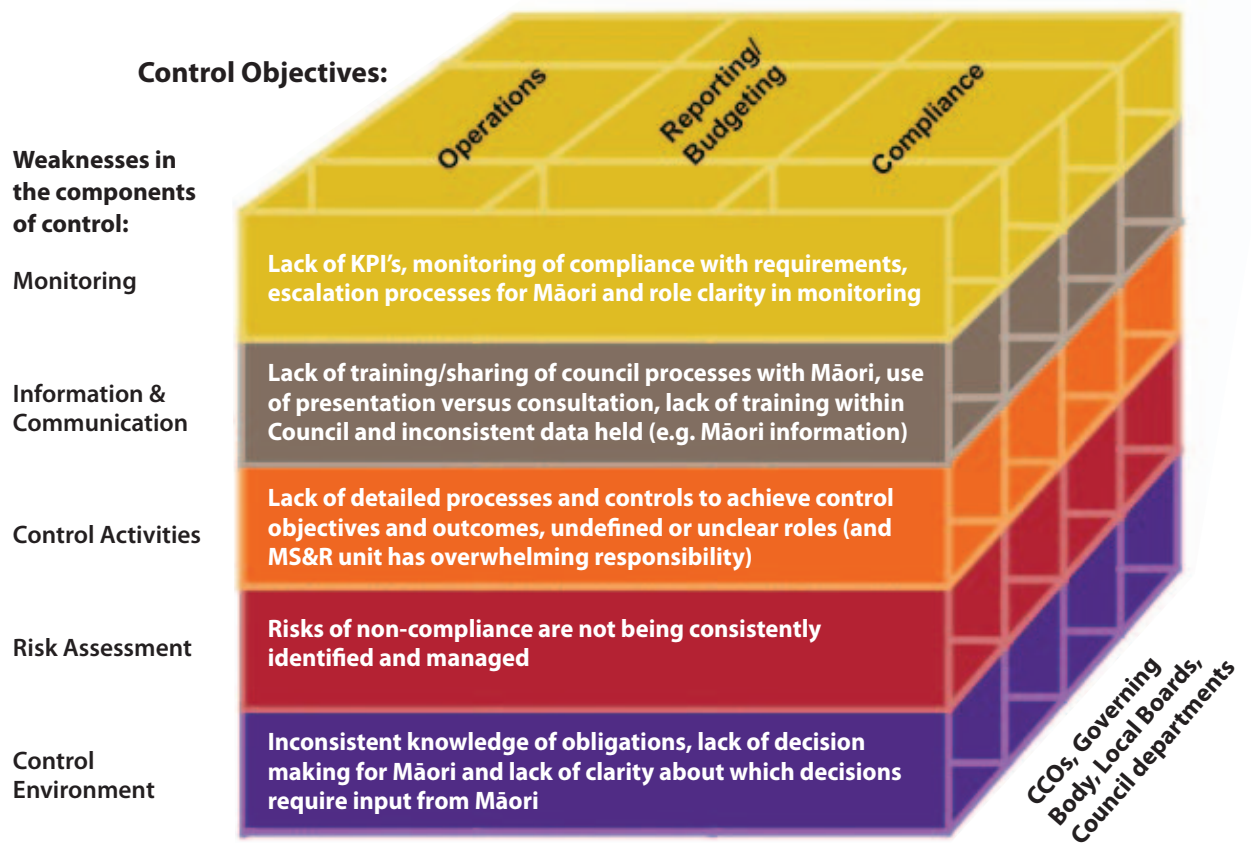 Control Objectives:
Operations
Reporting/
Budgeting
Compliance
Weaknesses in
the components
of control:
Monitoring
Lack of KPI's, monitoring of compliance with requirements,
escalation processes for Māori and role clarity in monitoring
Information &
Communication
Lack of training/sharing of council processes with Māori, use
of presentation versus consultation, lack of training within
Council and inconsistent data held (e.g. Māori information)
Control Activities
Lack of detailed processes and controls to achieve control
objectives and outcomes, undefined or unclear roles (and
MS&R unit has overwhelming responsibility)
Risk Assessment
Risks of non-compliance are not being consistently
identified and managed
Control
Environment
Inconsistent knowledge of obligations, lack of decision
making for Māori and lack of clarity about which decisions
require input from Māori
CCOs, Governing
Body, Local Boards,
Council departments